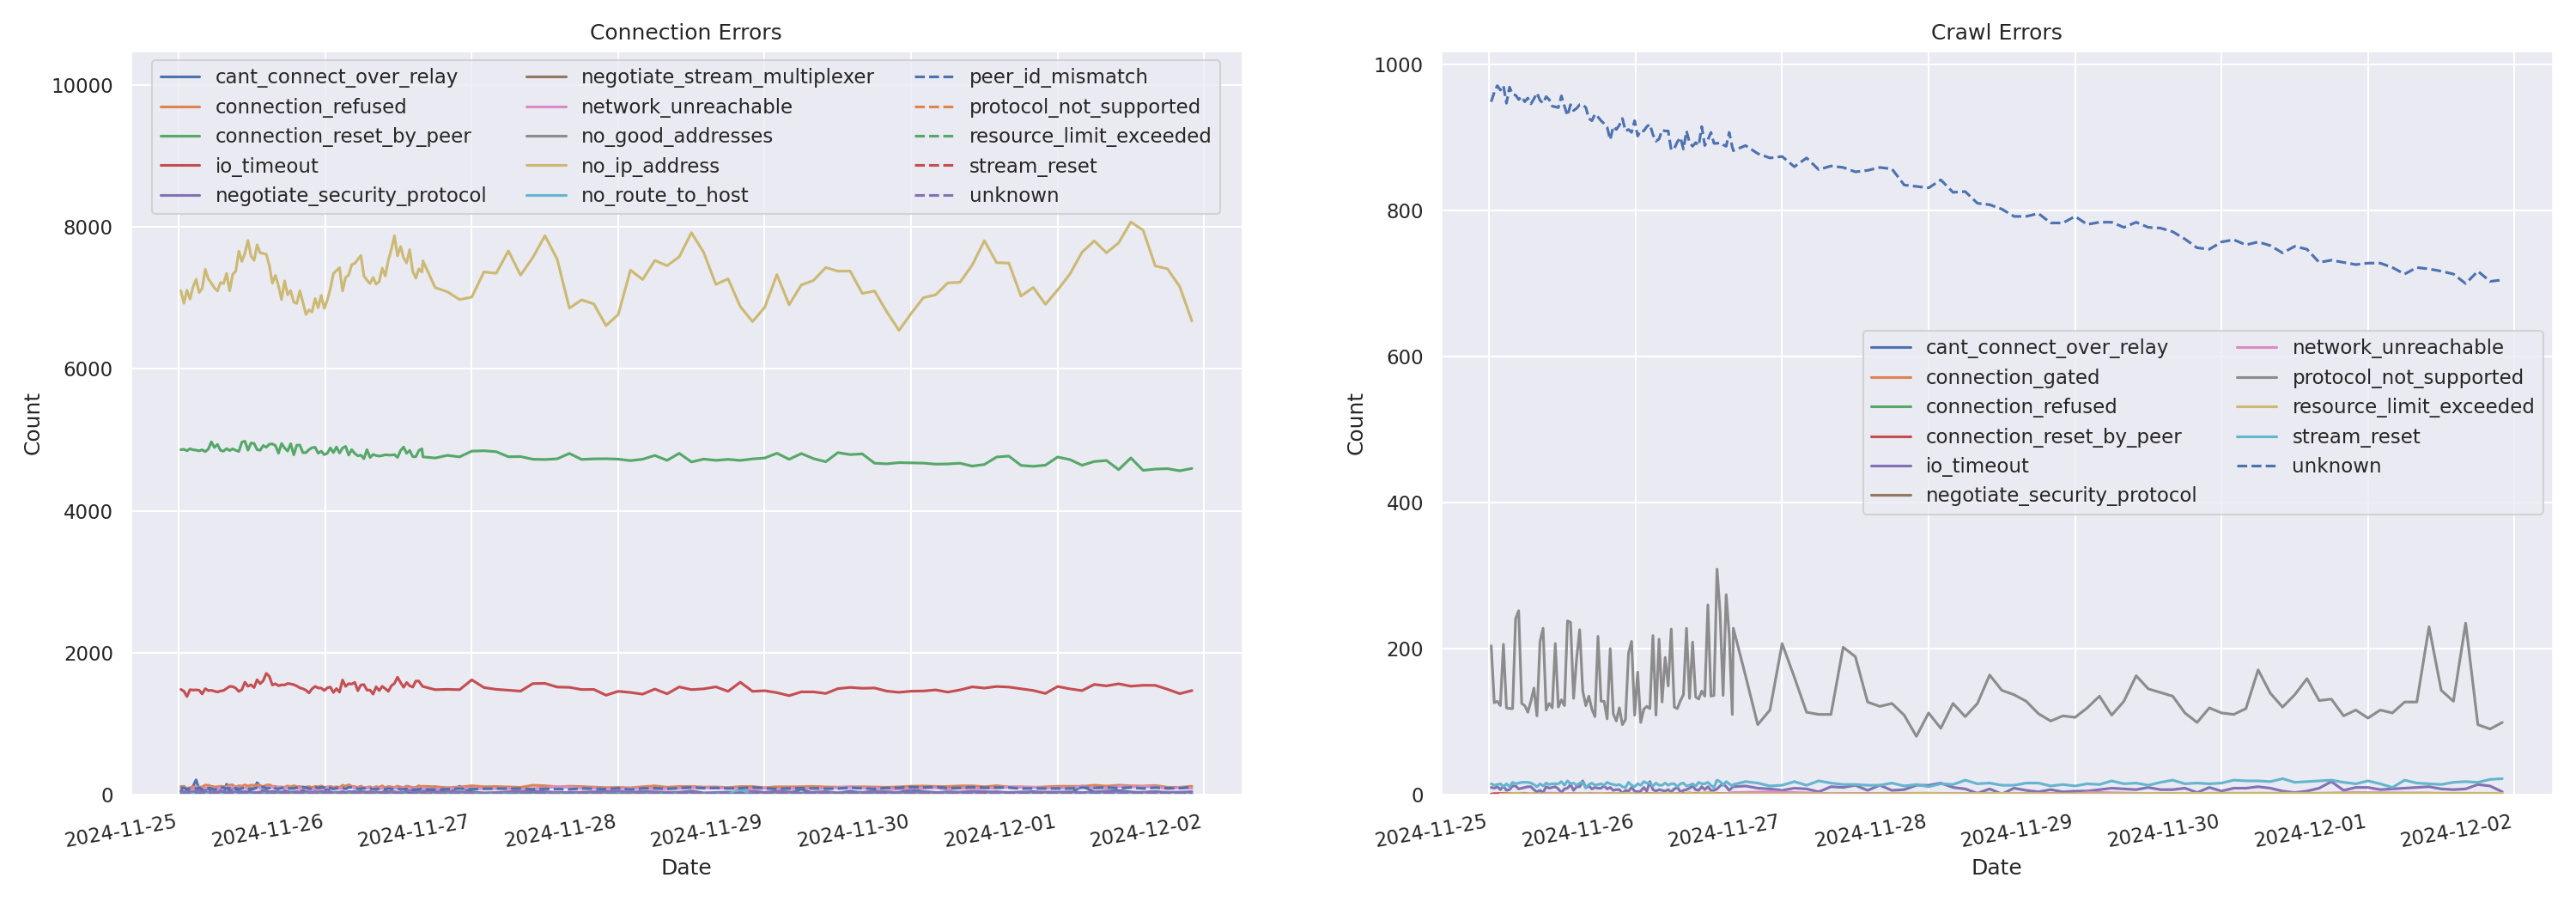 Connection Errors
10000
8000
6000
4000
2000
0
Count
cant_connect_over_relay
connection_refused
connection_reset_by_peer
io_timeout
negotiate_security_protocol
negotiate_stream_multiplexer
network_unreachable
no_good_addresses
no_ip_address
no_route_to_host
peer_id_mismatch
protocol_not_supported
resource_limit_exceeded
stream_reset
unknown
2024-11-25
2024-11-26
2024-11-27
2024-11-28
2024-11-29
2024-11-30
2024-12-01
2024-12-02
Date
Crawl Errors
1000
800
600
400
200
0
Count
cant_connect_over_relay
connection_gated
connection_refused
connection_reset_by_peer
io_timeout
negotiate_security_protocol
network_unreachable
protocol_not_supported
resource_limit_exceeded
stream_reset
unknown
2024-11-25
2024-11-26
2024-11-27
2024-11-28
2024-11-29
2024-11-30
2024-12-01
2024-12-02
Date